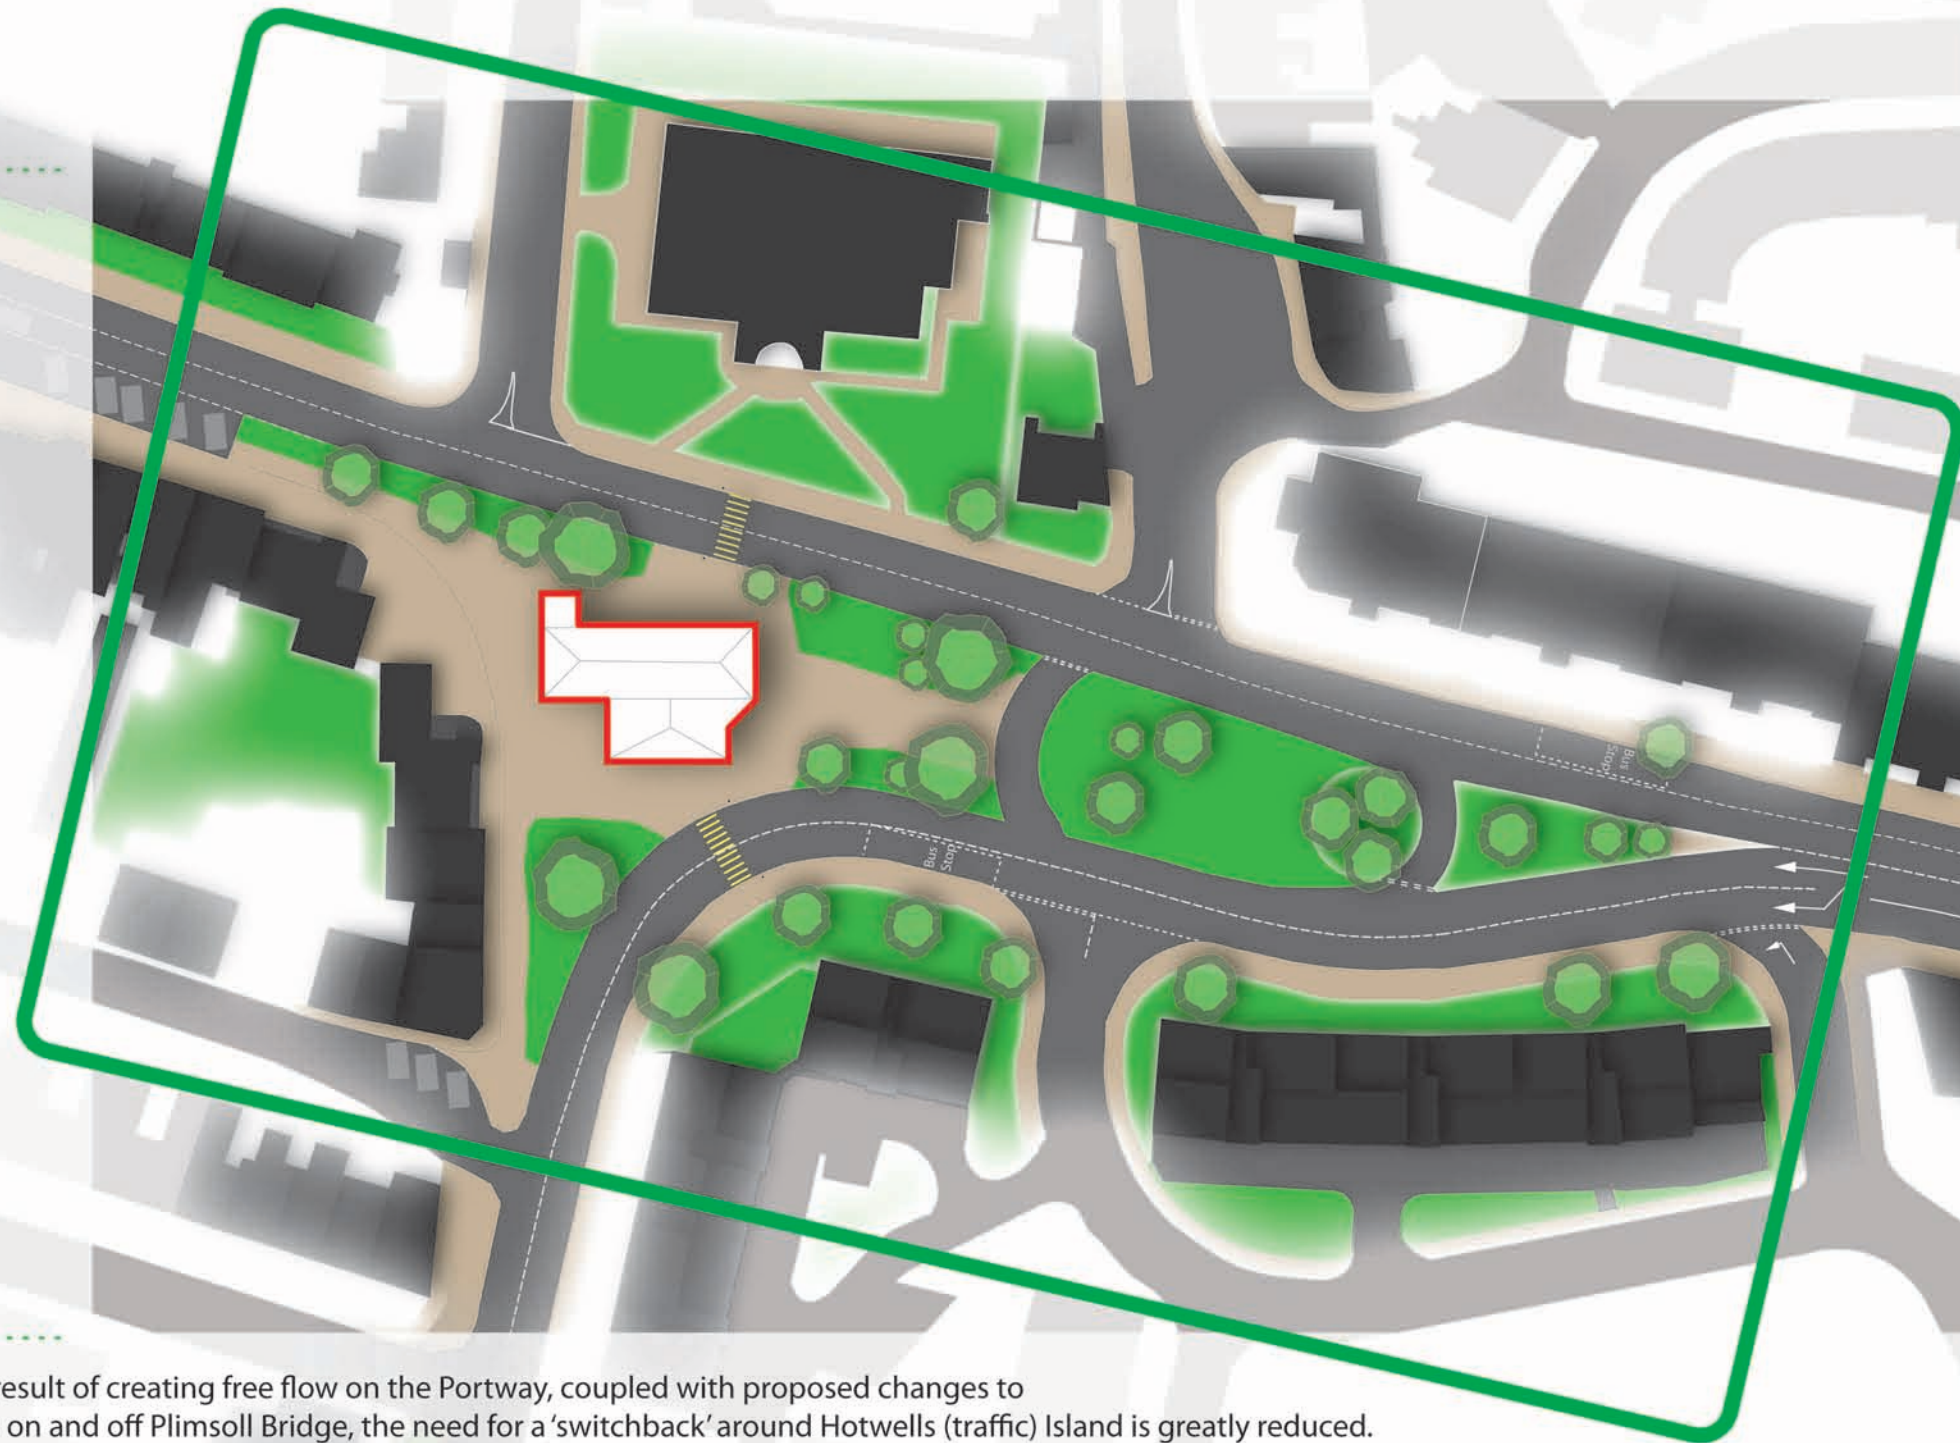 Bus
Stop
Bus
Stop
result of creating free flow on the Portway, coupled with proposed changes to
on and off Plimsoll Bridge, the need for a ‘switchback’ around Hotwells (traffic) Island is greatly reduced.